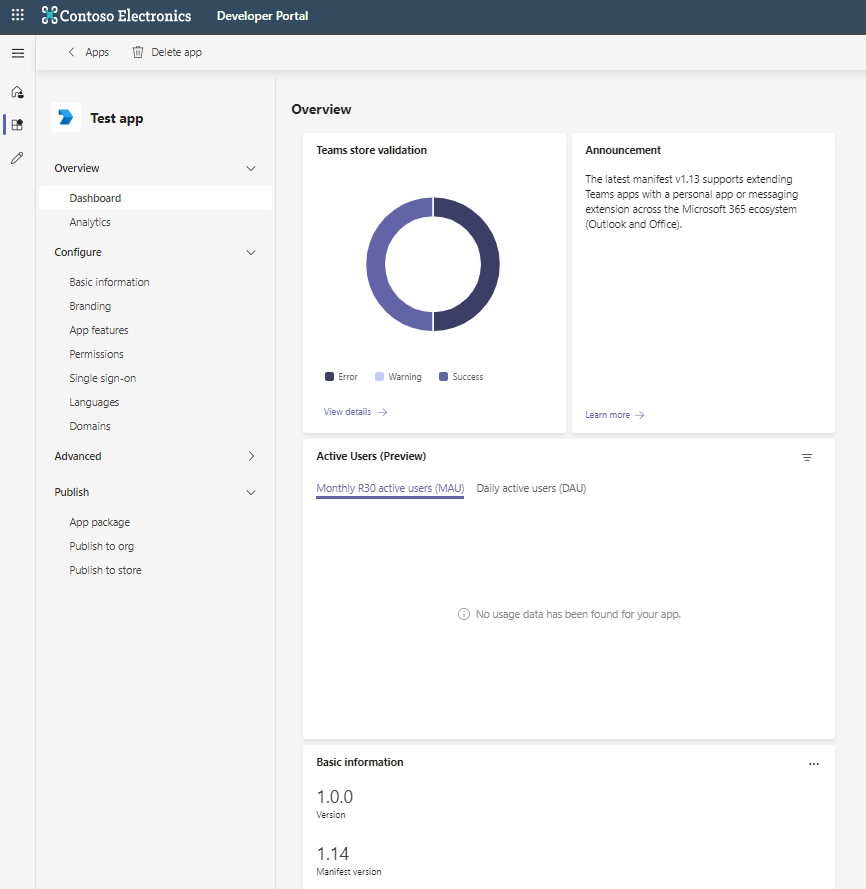 Contoso Electronics Developer Portal
Apps Delete app
Test app
Overview
Dashboard
Analytics
Configure
Basic information
Branding
App features
Permissions
Single sign-on
Languages
Domains
Advanced
Publish
App package
Publish to org
Publish to store
Overview
Teams store validation
Error Warning Success
View details
Announcement
The latest manifest v1.13 supports extending
Teams apps with a personal app or messaging
extension across the Microsoft 365 ecosystem
(Outlook and Office).
Learn more
Active Users (Preview)
Monthly R30 active users (MAU) Daily active users (DAU)
No usage data has been found for your app.
Basic information
1.0.0
Version
1.14
Manifest version